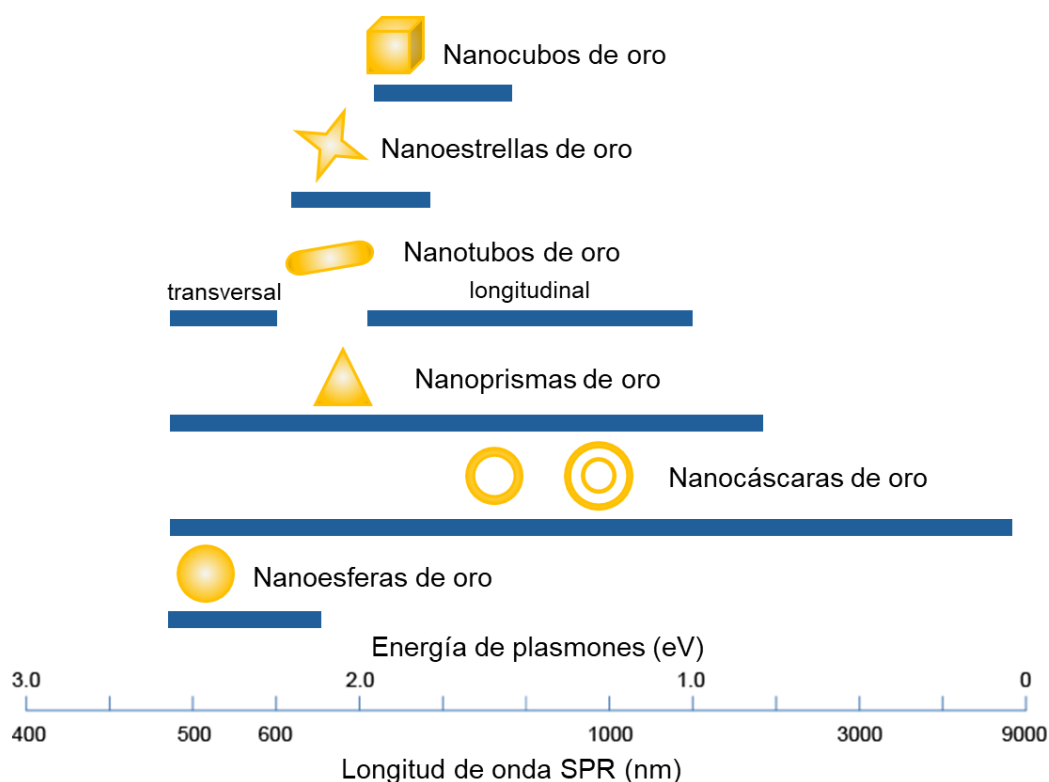 Nanocubos de oro
Nanoestrellas de oro
Nanotubos de oro
transversal
longitudinal
Nanoprismas de oro
Nanocáscaras de oro
Nanoesferas de oro
Energía de plasmones (eV)
3.0 2.0 1.0 0
400 500 600 1000 3000 9000
Longitud de onda SPR (nm)